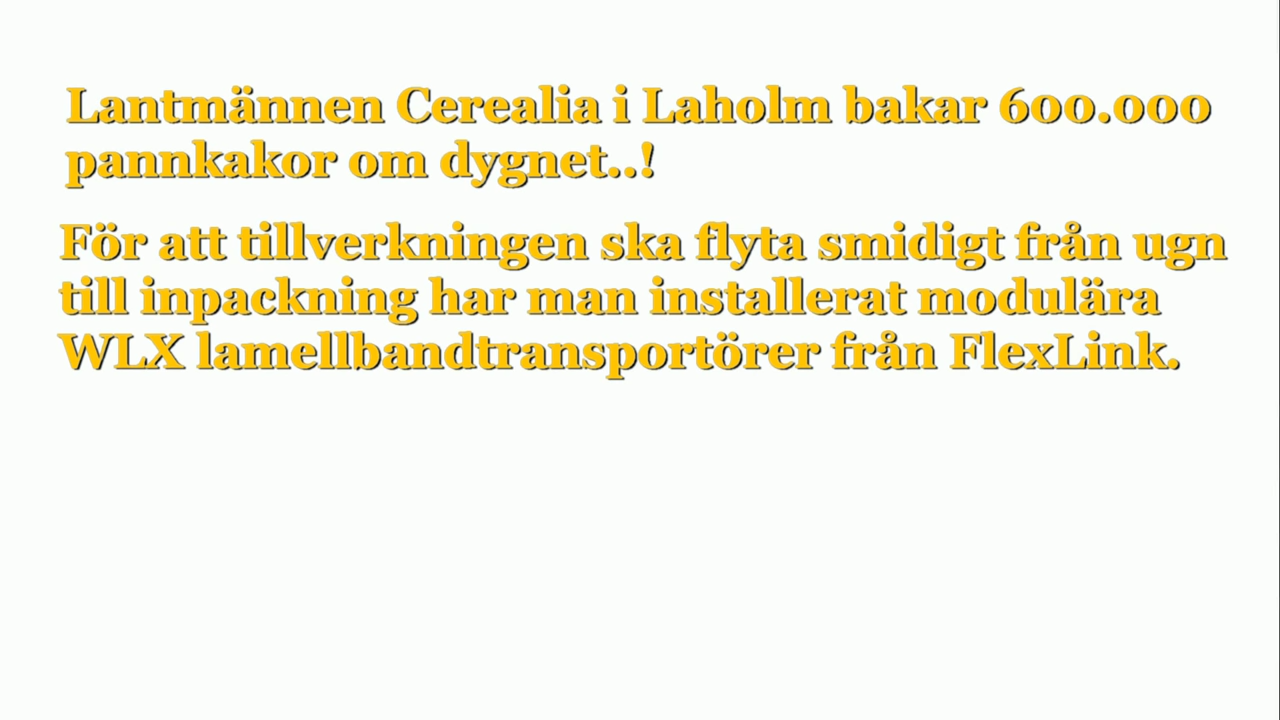 Lantmännen Cerealia i Laholm bakar 600.000
pannkakor om dygnet..!
För att tillverkningen ska flyta smidigt från ugn
till inpackning har man installerat modulära
WLX lamellbandtransportörer från FlexLink.